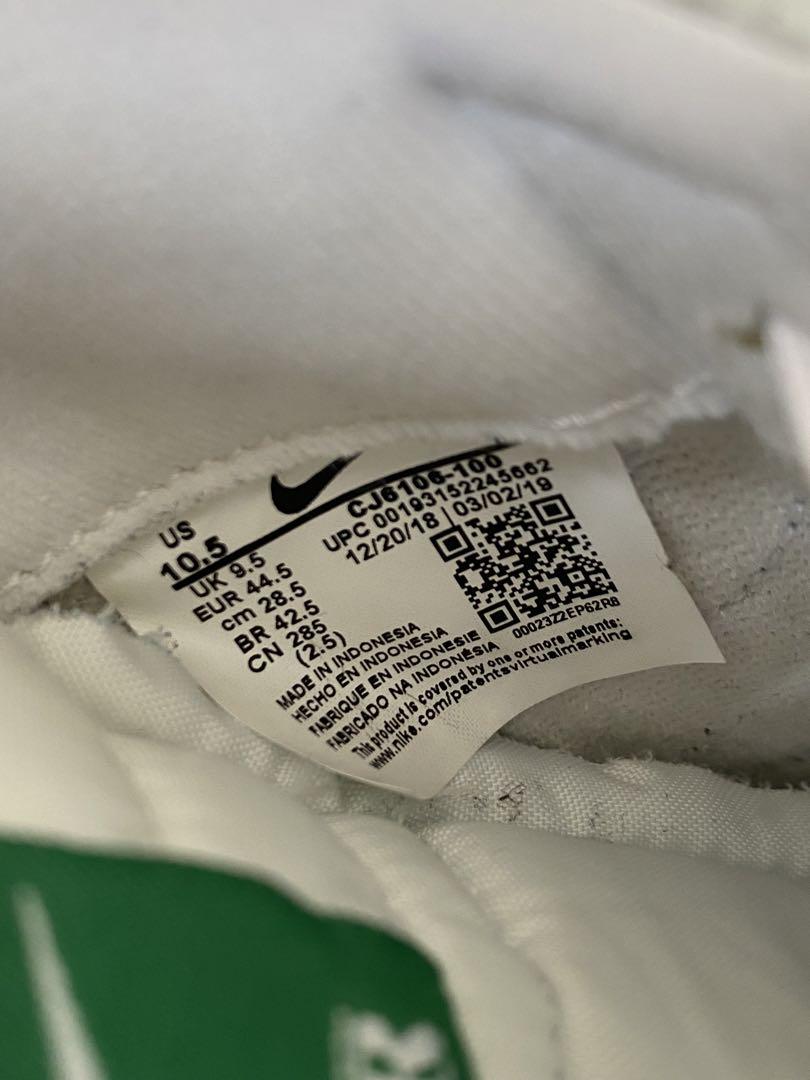 US
10.5
UK 9.5
EUR 44.5
cm 28.5
BR 42.5
CN 285
(2.5)
CJ6106-100
UPC 00193152245662
12/20/18 | 03/02/19
00023Z2EP62R8
MADE IN INDONESIA
HECHO EN INDONESIA
FABRIQUE EN INDONESIE
FABRICADO NA INDONÉSIA
This product is covered by one or more patents:
www.nike.com/patentsvirtualmarking
R